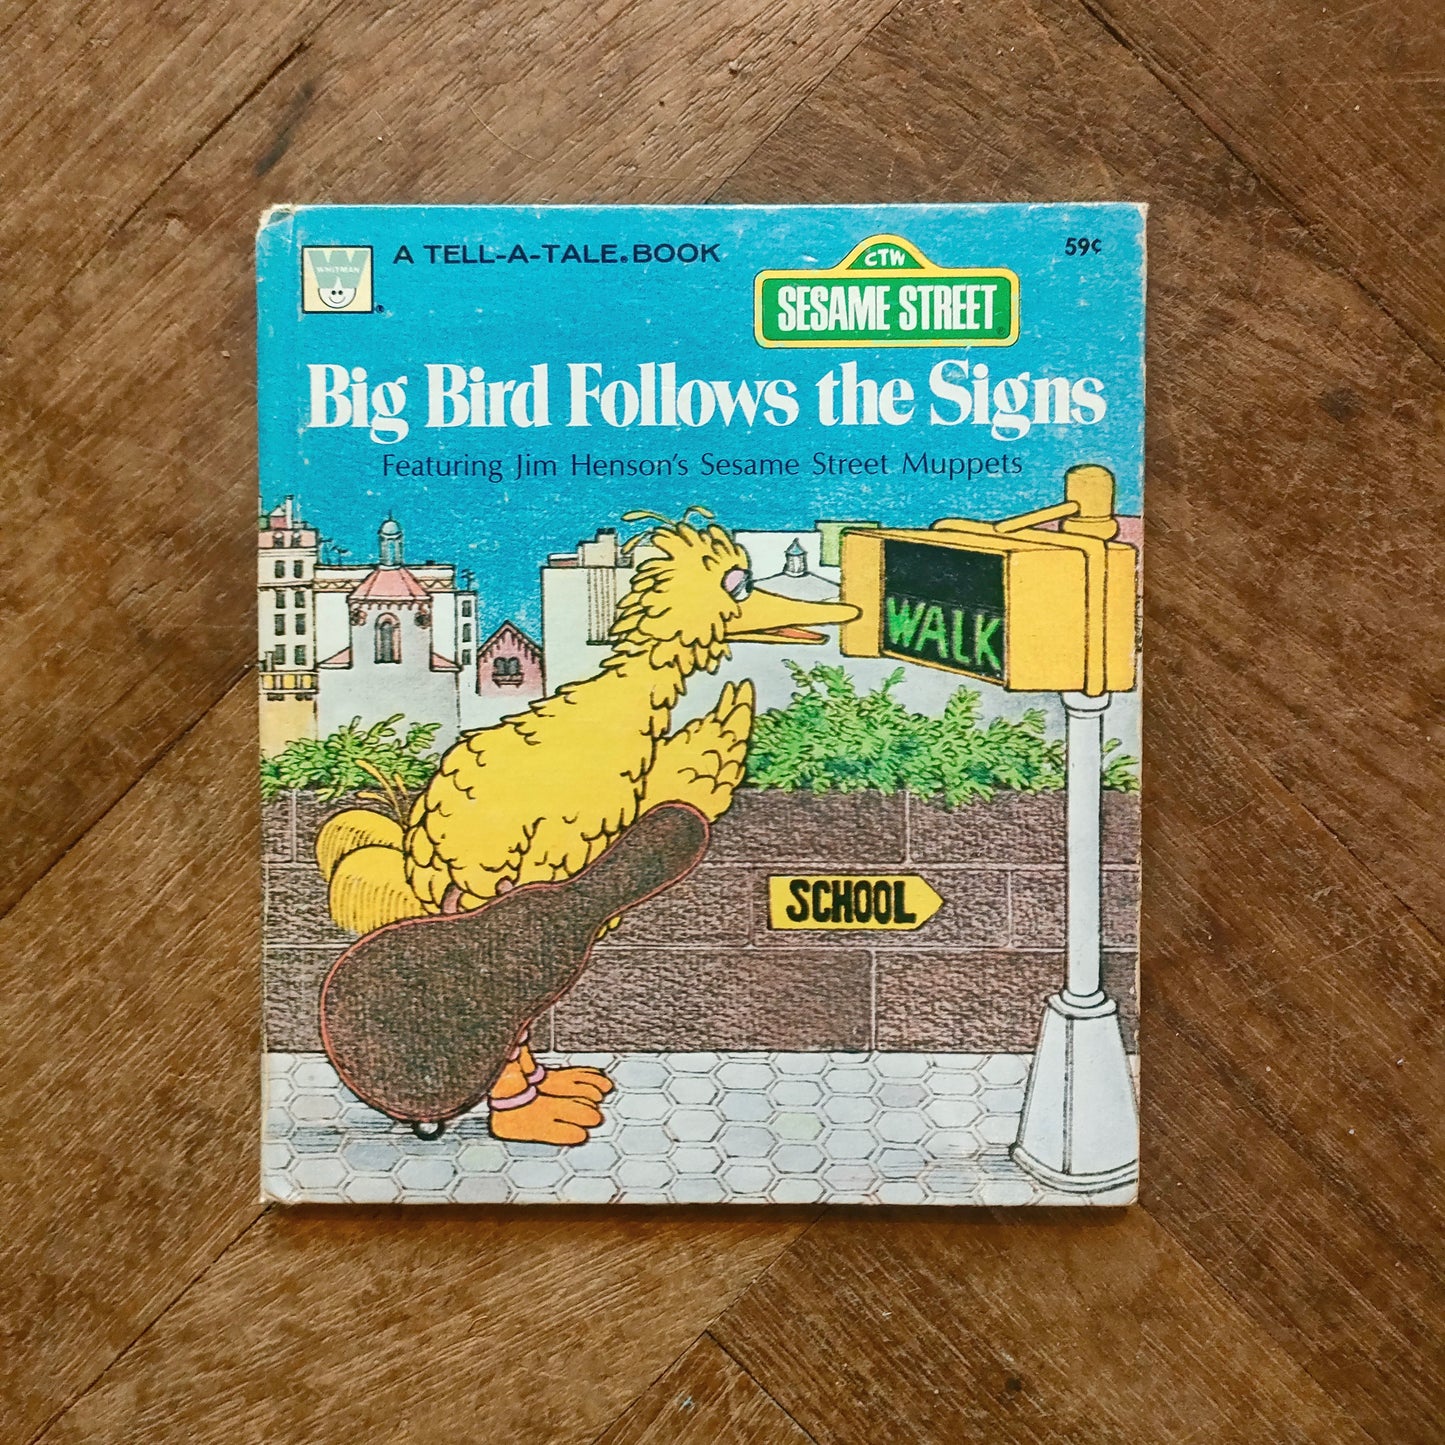 WHITMAN
A TELL-A-TALE® BOOK
59¢
CTW
SESAME STREET
Big Bird Follows the Signs
Featuring Jim Henson's Sesame Street Muppets
WALK
SCHOOL